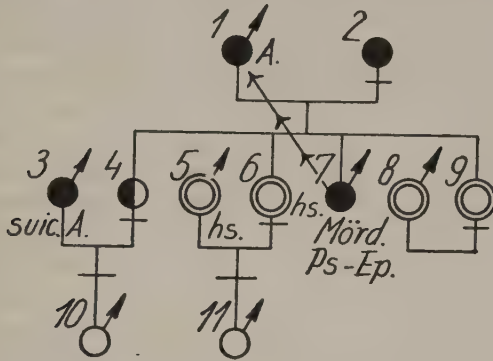 1 A. 2
3 4 5 6 7 8 9
suic. A. hs. hs. Mörd.
Ps-Ep.
10 11